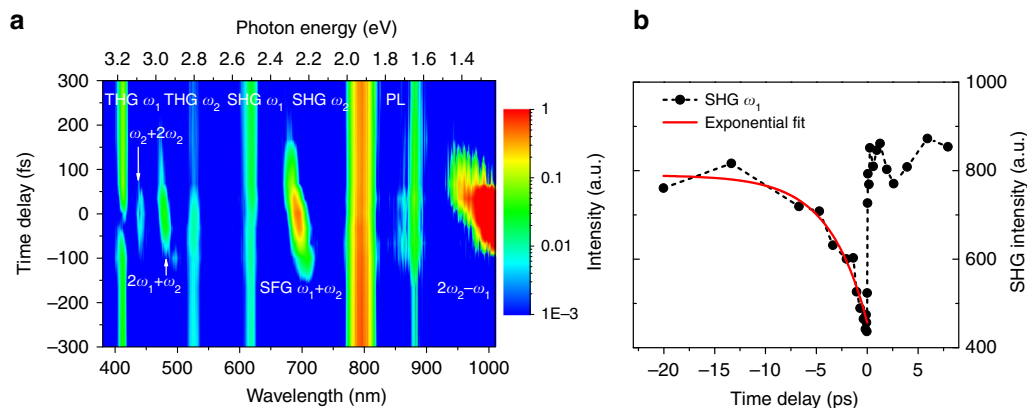 a
Photon energy (eV)
3.2 3.0 2.8 2.6 2.4 2.2 2.0 1.8 1.6 1.4
300
200
100
0
−100
−200
−300
Time delay (fs)
THG ω1 THG ω2 SHG ω1 SHG ω2 PL
ω2+2ω2
2ω1+ω2
SFG ω1+ω2
2ω2−ω1
400 500 600 700 800 900 1000
Wavelength (nm)
1
0.1
0.01
1E−3
Intensity (a.u.)
b
SHG ω1
Exponential fit
1000
800
600
400
SHG intensity (a.u.)
−20 −15 −10 −5 0 5
Time delay (ps)